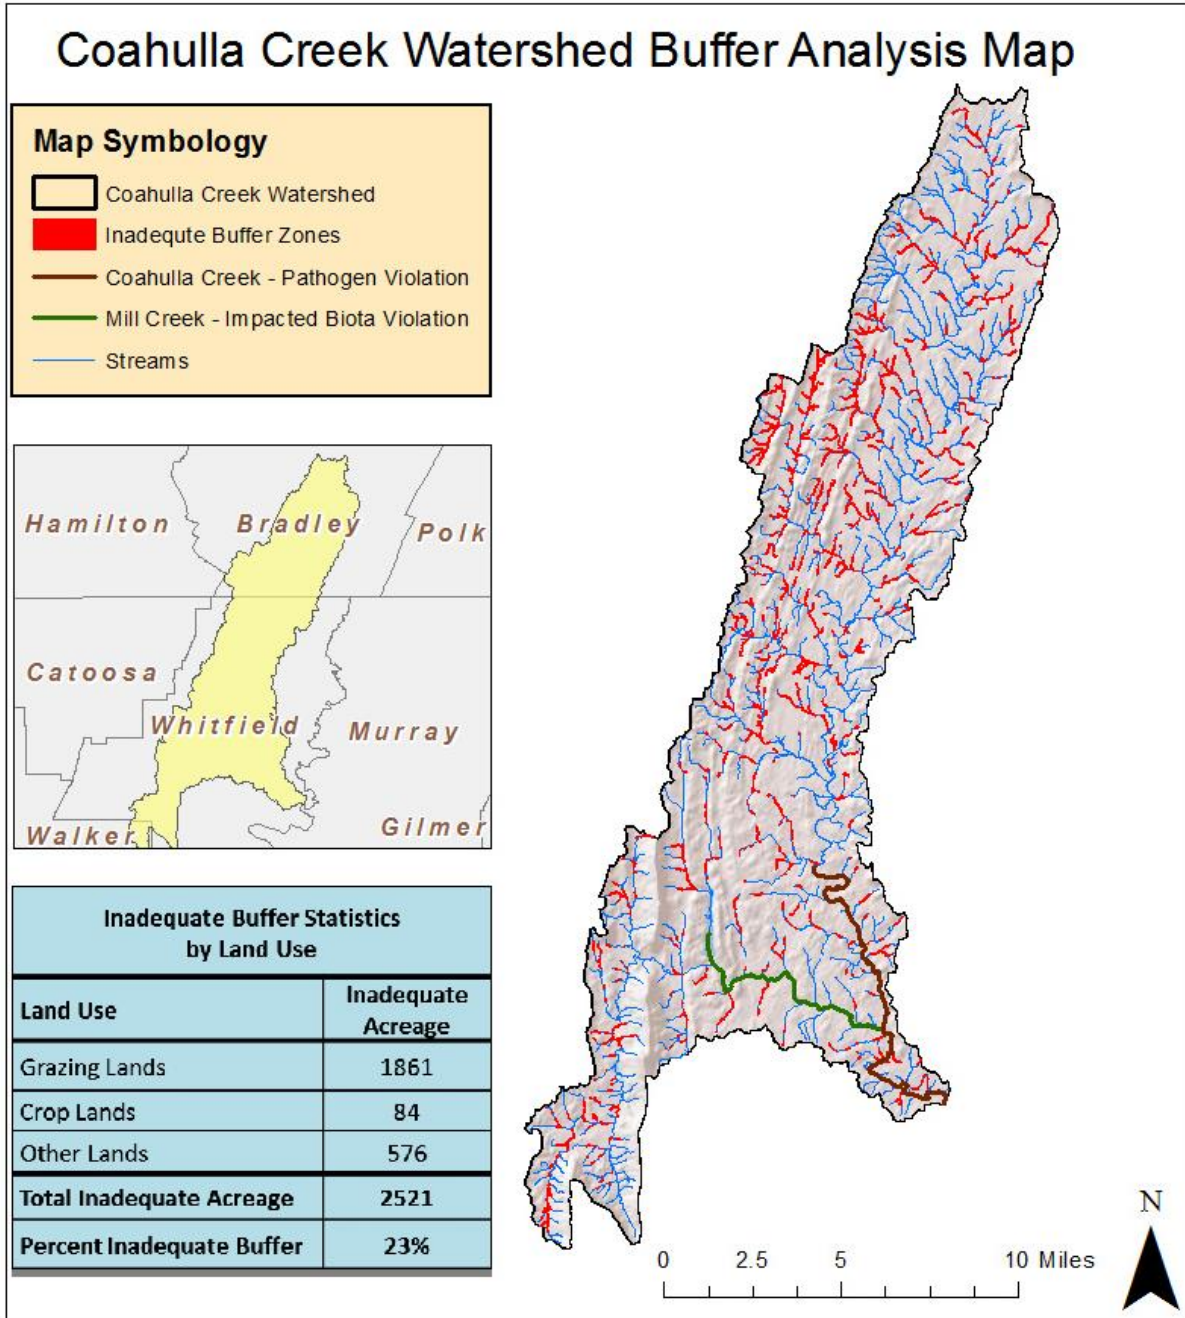 Coahulla Creek Watershed Buffer Analysis Map
Map Symbology
Coahulla Creek Watershed
Inadequte Buffer Zones
Coahulla Creek - Pathogen Violation
Mill Creek - Impacted Biota Violation
Streams
Hamilton
Bradley
Polk
Catoosa
Whitfield
Murray
Walker
Gilmer
Inadequate Buffer Statistics
by Land Use
Land Use
Inadequate
Acreage
Grazing Lands 1861
Crop Lands 84
Other Lands 576
Total Inadequate Acreage 2521
Percent Inadequate Buffer 23%
0 2.5 5 10 Miles
N